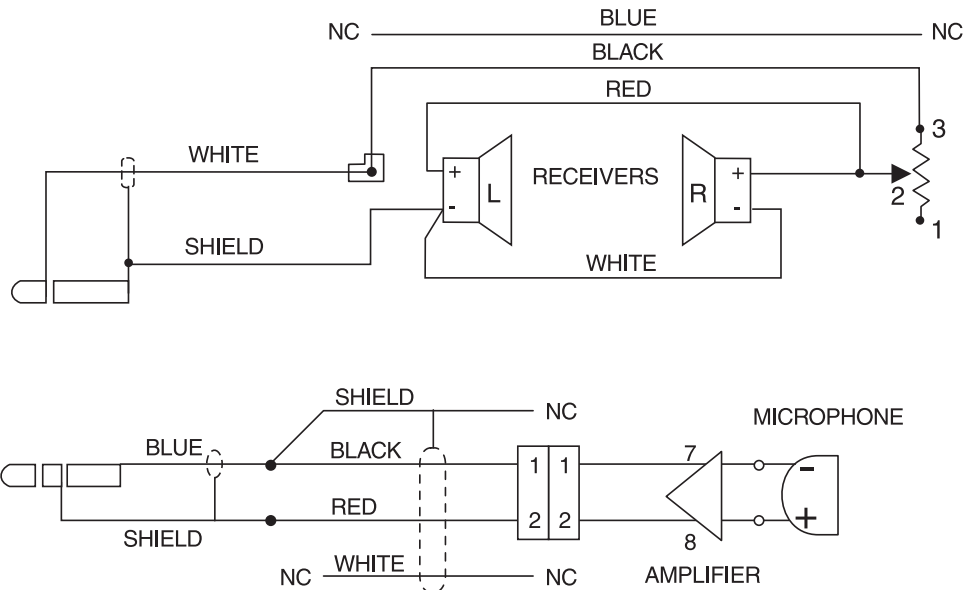 BLUE
NC NC
BLACK
RED
3
WHITE
+ L RECEIVERS R +
2
- -
1
SHIELD
WHITE
SHIELD NC
MICROPHONE
BLUE BLACK 1 1 7 -
RED 2 2 +
SHIELD 8
NC WHITE NC AMPLIFIER